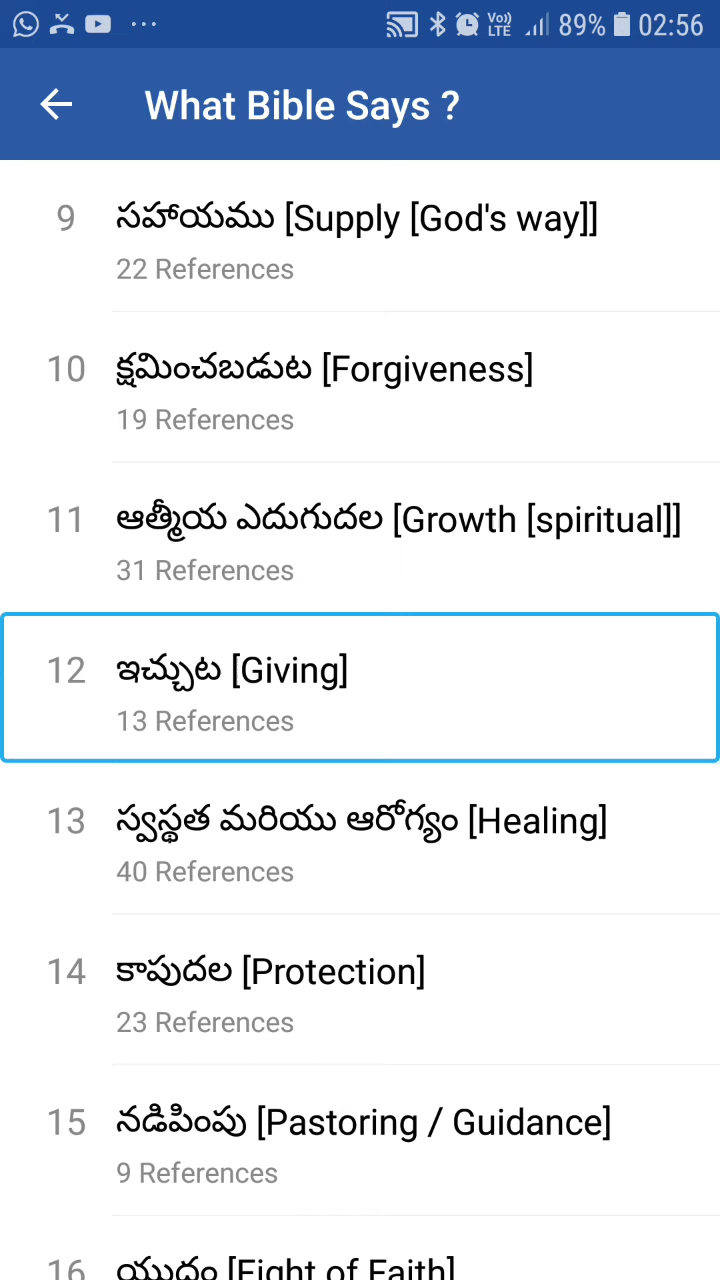 Vo)) LTE 89% 02:56
What Bible Says ?
9 సహాయము [Supply [God's way]]
22 References
10 క్షమించబడుట [Forgiveness]
19 References
11 ఆత్మీయ ఎదుగుదల [Growth [spiritual]]
31 References
12 ఇచ్చుట [Giving]
13 References
13 స్వస్థత మరియు ఆరోగ్యం [Healing]
40 References
14 కాపుదల [Protection]
23 References
15 నడిపింపు [Pastoring / Guidance]
9 References
16 [Fight of Faith]